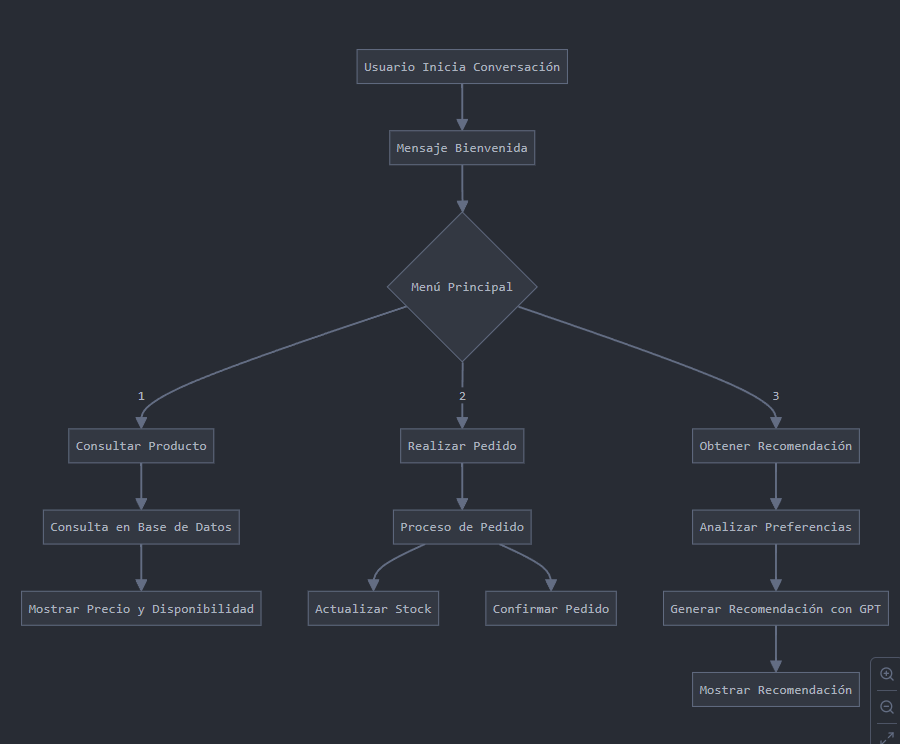 Usuario Inicia Conversación
Mensaje Bienvenida
Menú Principal
1
2
3
Consultar Producto
Realizar Pedido
Obtener Recomendación
Consulta en Base de Datos
Proceso de Pedido
Analizar Preferencias
Mostrar Precio y Disponibilidad
Actualizar Stock
Confirmar Pedido
Generar Recomendación con GPT
Mostrar Recomendación